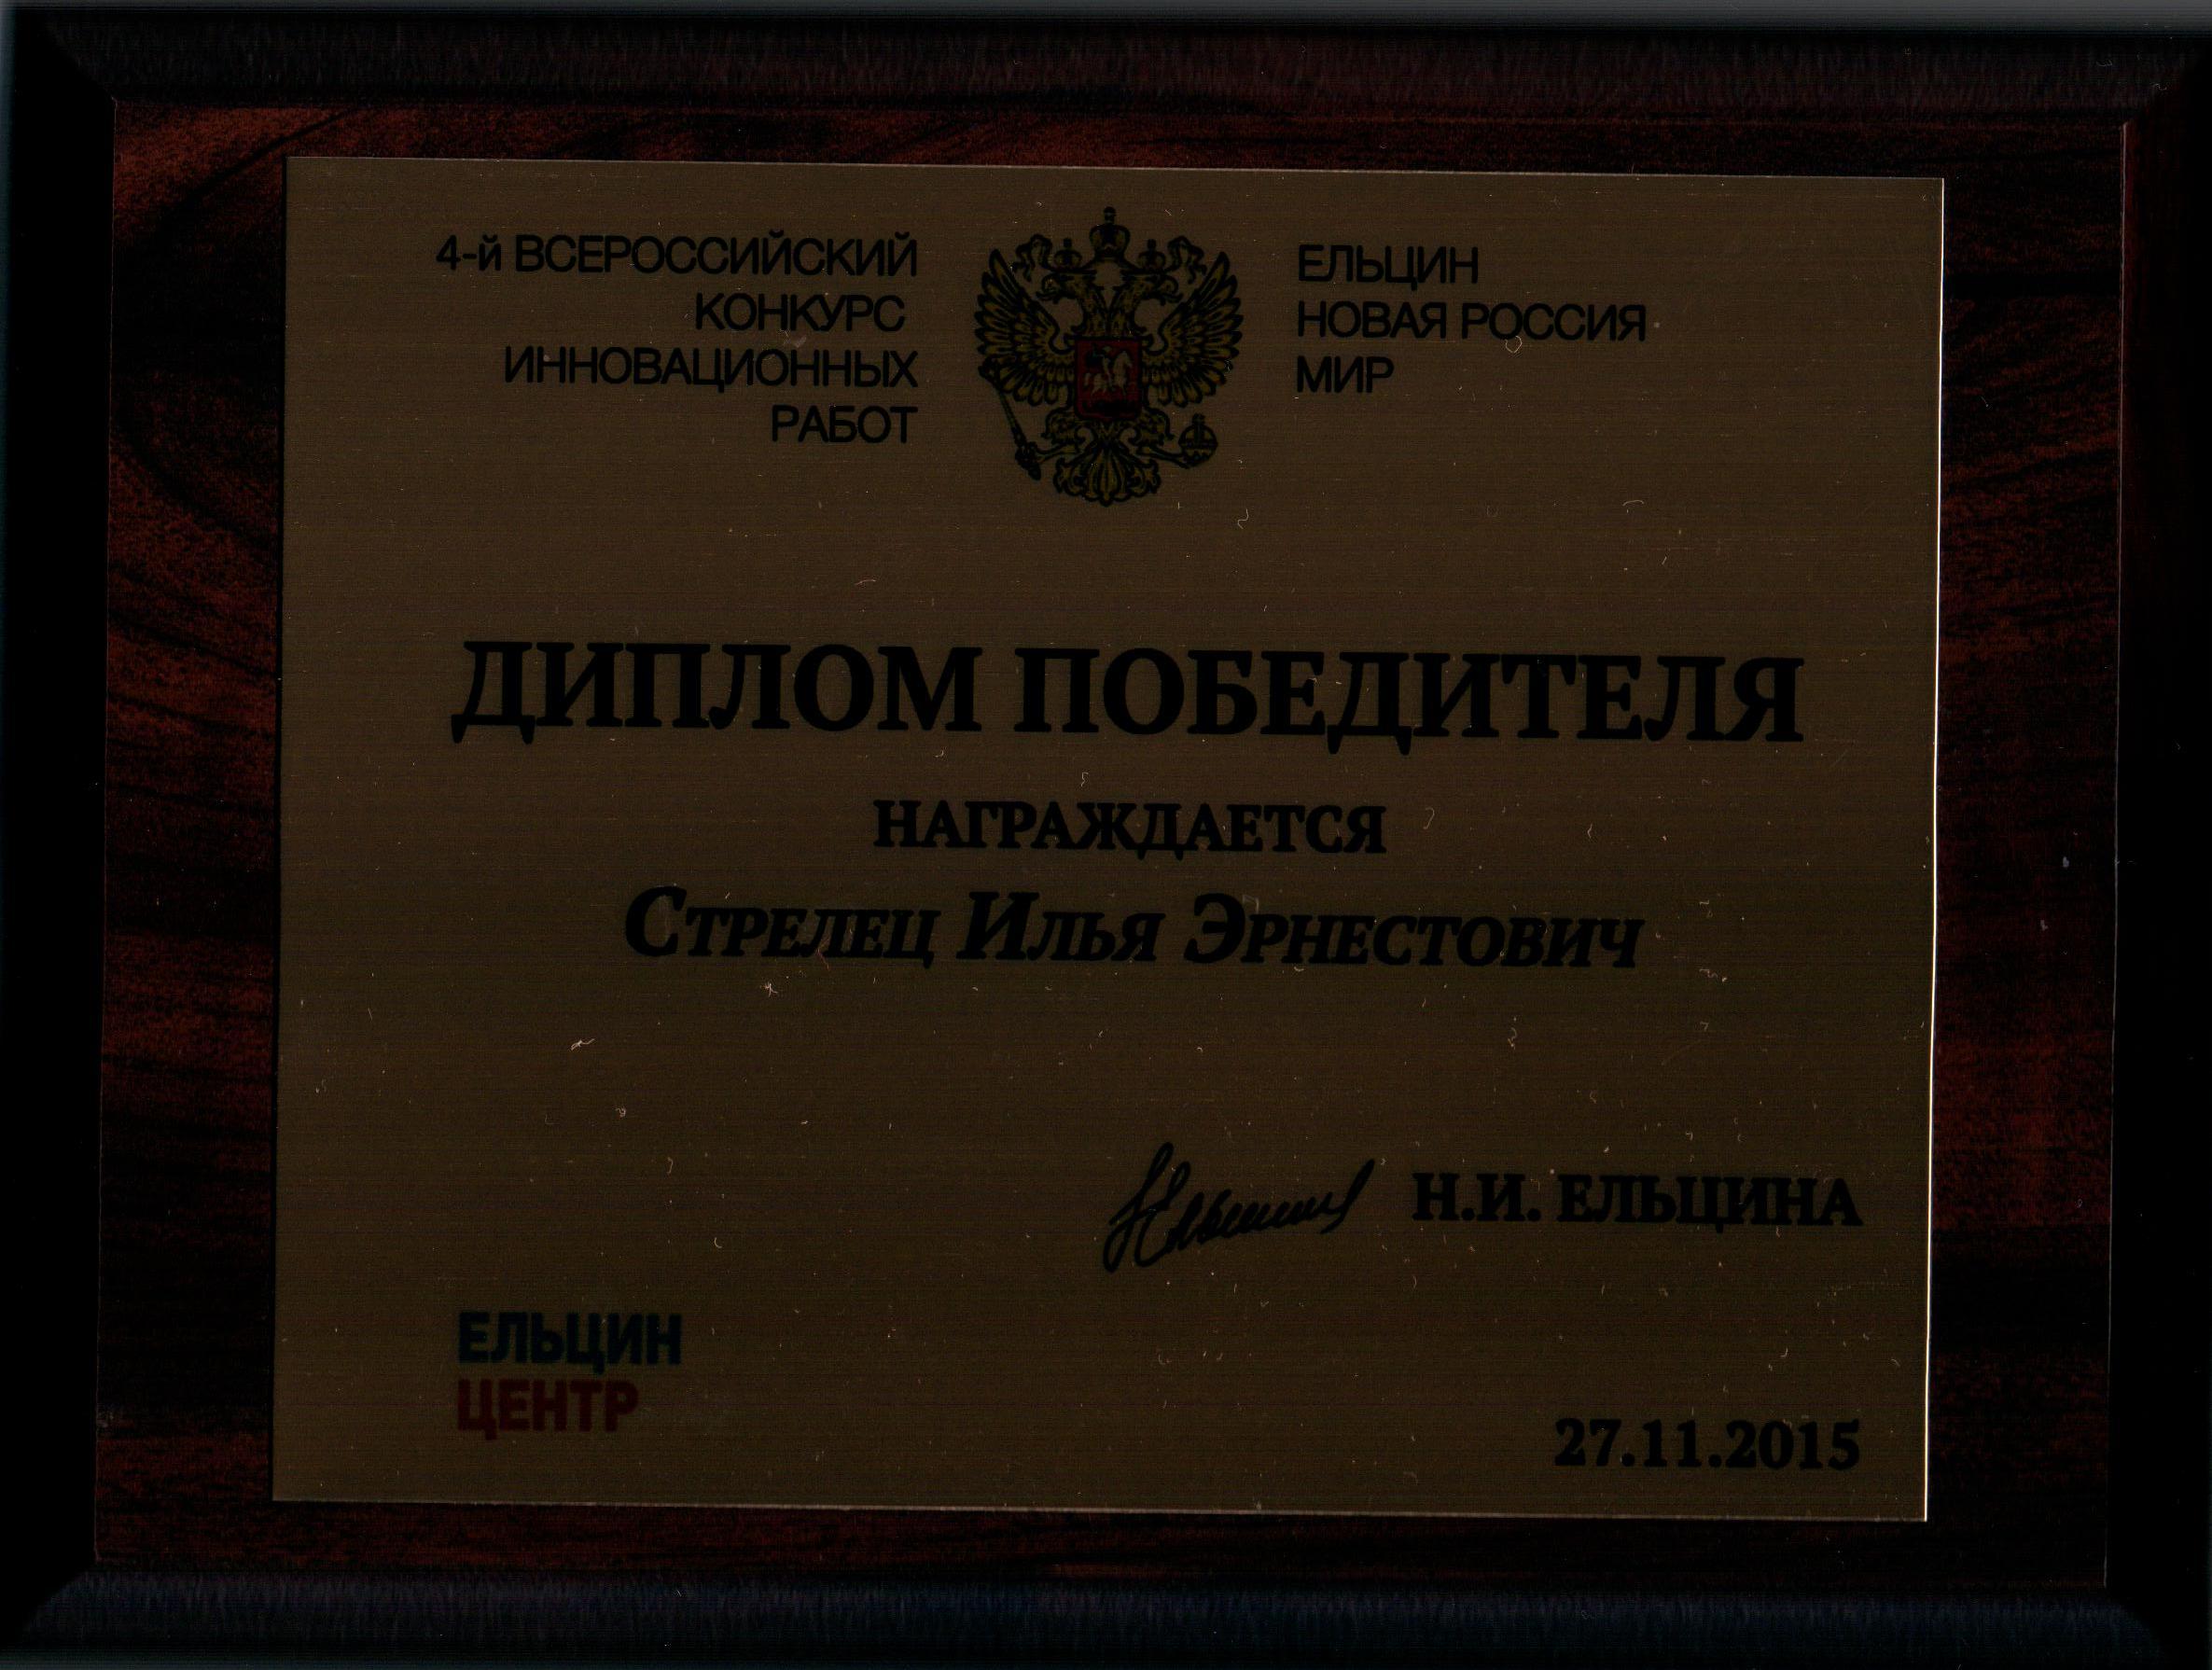 4-й ВСЕРОССИЙСКИЙ
КОНКУРС
ИННОВАЦИОННЫХ
РАБОТ
ЕЛЬЦИН
НОВАЯ РОССИЯ
МИР
ДИПЛОМ ПОБЕДИТЕЛЯ
НАГРАЖДАЕТСЯ
СТРЕЛЕЦ ИЛЬЯ ЭРНЕСТОВИЧ
Н.И. ЕЛЬЦИНА
ЕЛЬЦИН
ЦЕНТР
27.11.2015